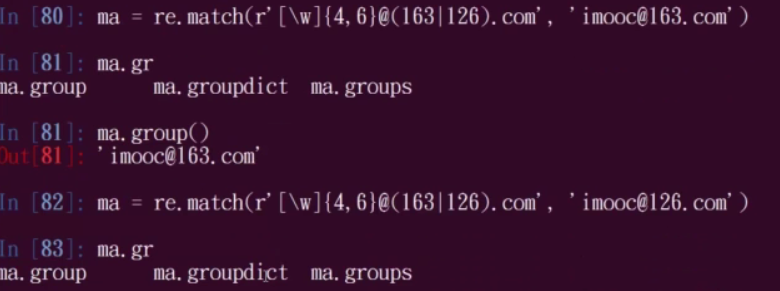 In [80]: ma = re.match(r'[\w]{4,6}@(163|126).com', 'imooc@163.com')
In [81]: ma.gr
ma.group ma.groupdict ma.groups
In [81]: ma.group()
Out[81]: 'imooc@163.com'
In [82]: ma = re.match(r'[\w]{4,6}@(163|126).com', 'imooc@126.com')
In [83]: ma.gr
ma.group ma.groupdict ma.groups